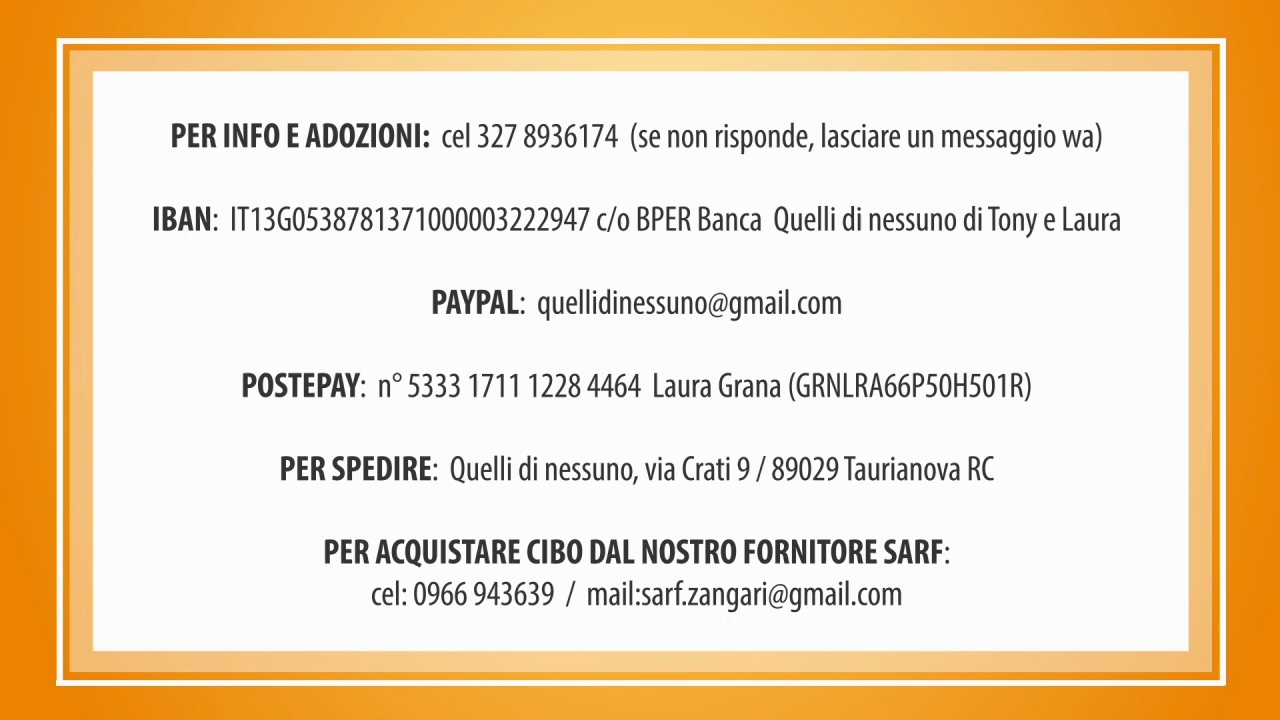 PER INFO E ADOZIONI: cel 327 8936174 (se non risponde, lasciare un messaggio wa)
IBAN: IT13G0538781371000003222947 c/o BPER Banca Quelli di nessuno di Tony e Laura
PAYPAL: quellidinessuno@gmail.com
POSTEPAY: n° 5333 1711 1228 4464 Laura Grana (GRNLRA66P50H501R)
PER SPEDIRE: Quelli di nessuno, via Crati 9 / 89029 Taurianova RC
PER ACQUISTARE CIBO DAL NOSTRO FORNITORE SARF:
cel: 0966 943639 / mail:sarf.zangari@gmail.com